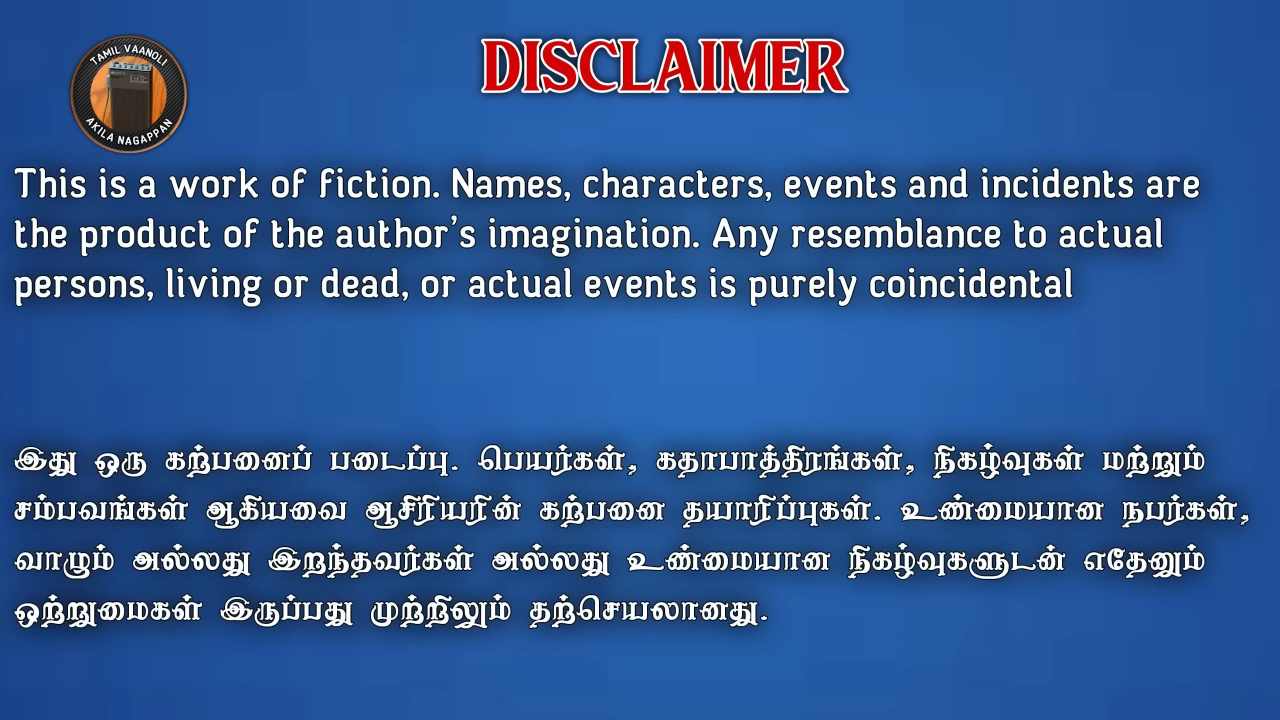 TAMIL VAANOLI
AKILA NAGAPPAN
DISCLAIMER
This is a work of fiction. Names, characters, events and incidents are
the product of the author's imagination. Any resemblance to actual
persons, living or dead, or actual events is purely coincidental
இது ஒரு கற்பனைப் படைப்பு. பெயர்கள், கதாபாத்திரங்கள், நிகழ்வுகள் மற்றும்
சம்பவங்கள் ஆகியவை ஆசிரியரின் கற்பனை தயாரிப்புகள். உண்மையான நபர்கள்,
வாழும் அல்லது இறந்தவர்கள் அல்லது உண்மையான நிகழ்வுகளுடன் ஏதேனும்
ஒற்றுமைகள் இருப்பது முற்றிலும் தற்செயலானது.